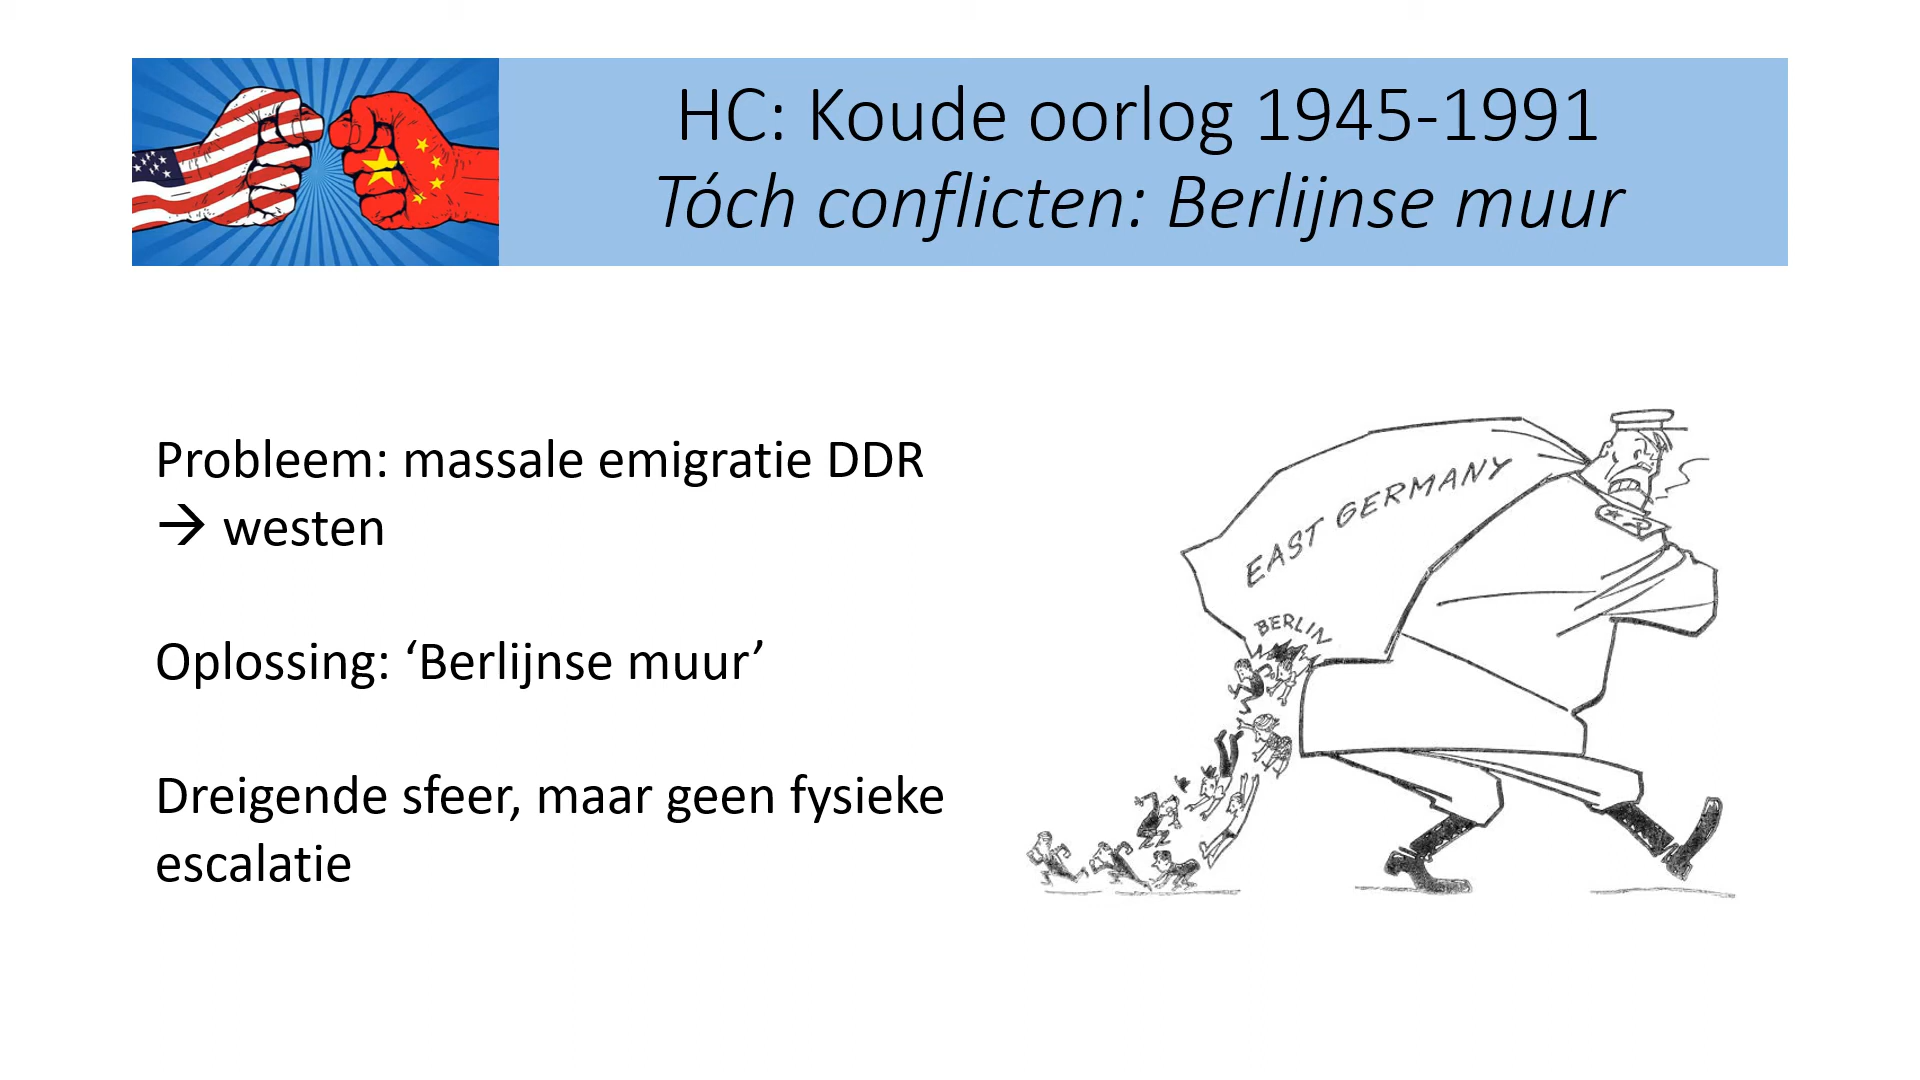 HC: Koude oorlog 1945-1991
Tóch conflicten: Berlijnse muur
Probleem: massale emigratie DDR
→ westen
Oplossing: ‘Berlijnse muur’
Dreigende sfeer, maar geen fysieke
escalatie
EAST GERMANY
BERLIN